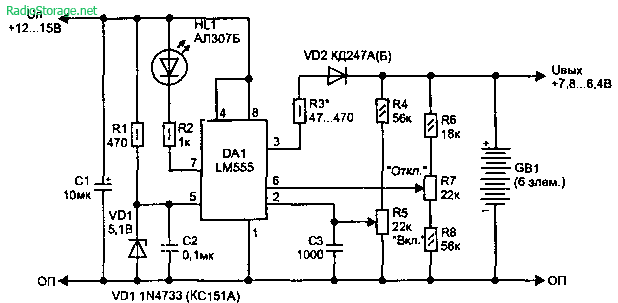 RadioStorage.net
Uп
+12...15В
HL1
АЛ307Б
VD2 КД247А(Б)
Uвых
+7,8...6,4В
R1
470
R2
1к
4
8
DA1
LM555
3
7
6
5
2
1
R3*
47...470
R4
56к
R6
18к
"Откл."
R7
22к
GB1
(6 элем.)
C1
10мк
+
VD1
5,1В
C2
0,1мк
C3
1000
R5
22к
"Вкл."
R8
56к
+
-
ОП
ОП
VD1 1N4733 (КС151А)